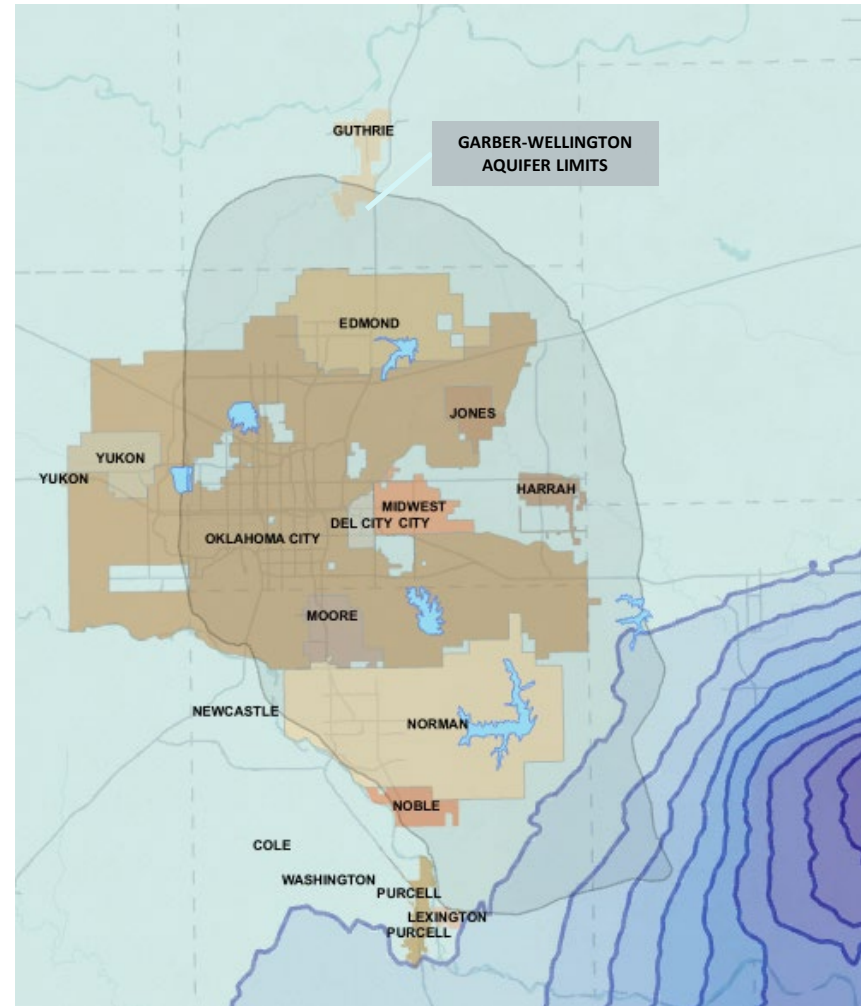 GUTHRIE
GARBER-WELLINGTON
AQUIFER LIMITS
EDMOND
JONES
YUKON
YUKON
HARRAH
MIDWEST
DEL CITY CITY
OKLAHOMA CITY
MOORE
NEWCASTLE
NORMAN
NOBLE
COLE
WASHINGTON
PURCELL
LEXINGTON
PURCELL